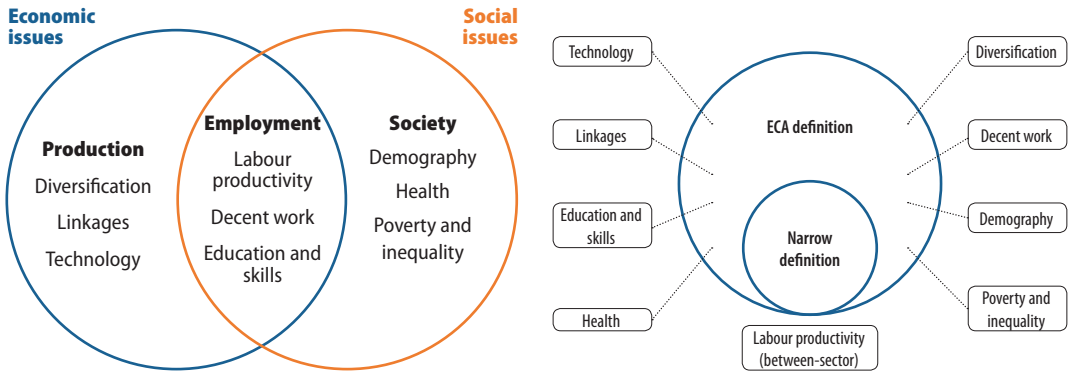 Economic
issues
Social
issues
Production
Diversification
Linkages
Technology
Employment
Labour
productivity
Decent work
Education and
skills
Society
Demography
Health
Poverty and
inequality
Technology
Linkages
Education and
skills
Health
ECA definition
Narrow
definition
Labour productivity
(between-sector)
Diversification
Decent work
Demography
Poverty and
inequality